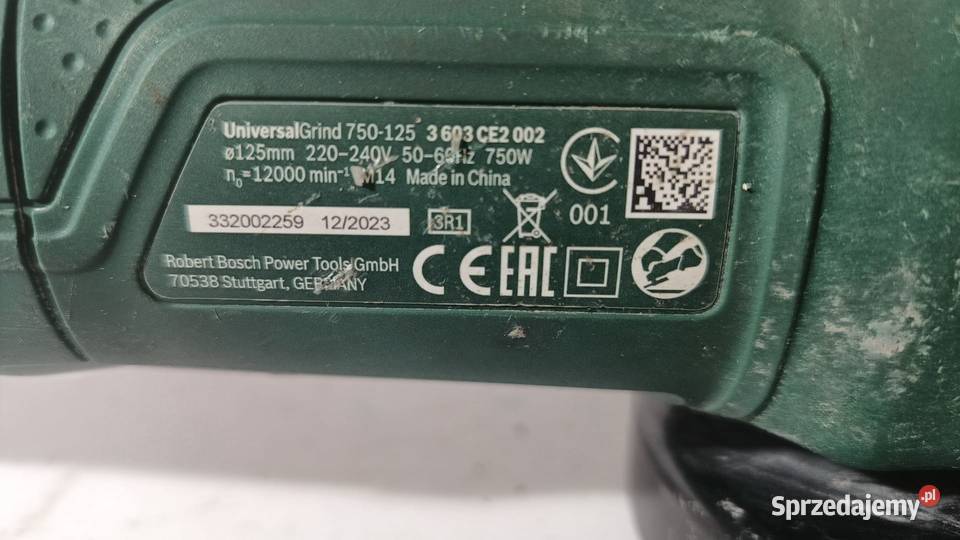 UniversalGrind 750-125 3 603 CE2 002
ø125mm 220–240V 50–60Hz 750W
n₀=12000 min⁻¹ M14 Made in China
332002259 12/2023
3R1
001
Robert Bosch Power Tools GmbH
70538 Stuttgart, GERMANY
CE EAC
Sprzedajemy.pl